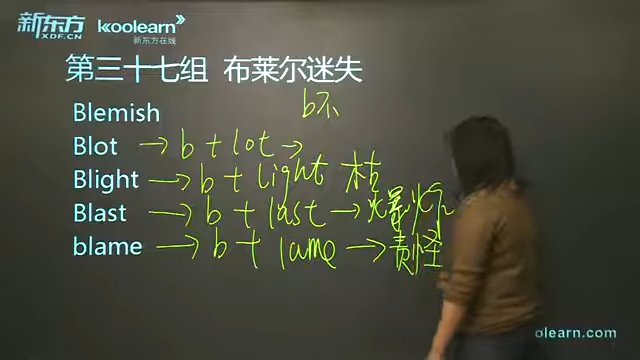 新东方 koolearn
XDF.CN 新东方在线
第三十七组 布莱尔迷失
b不
Blemish
Blot → b + lot →
Blight → b + light 枯
Blast → b + last → 爆炸
blame → b + lame → 责怪
olearn.com